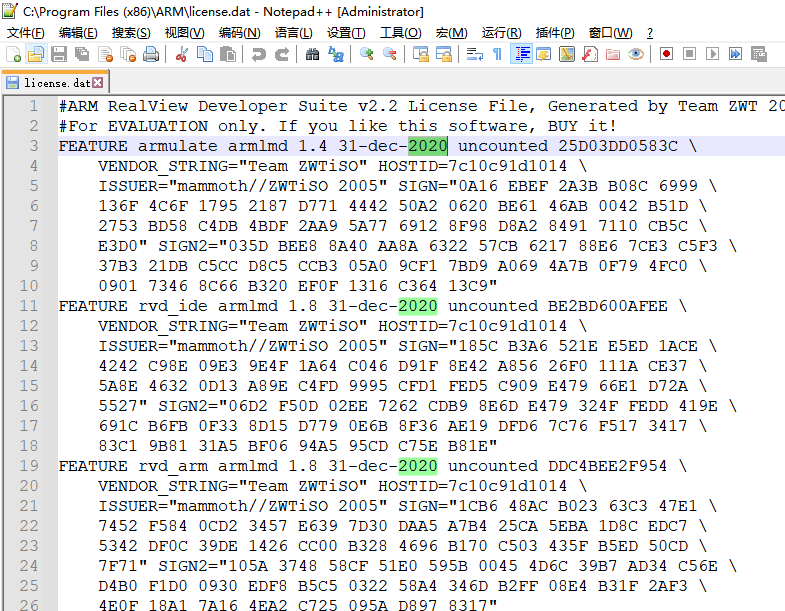 C:\Program Files (x86)\ARM\license.dat - Notepad++ [Administrator]
文件(F) 编辑(E) 搜索(S) 视图(V) 编码(N) 语言(L) 设置(T) 工具(O) 宏(M) 运行(R) 插件(P) 窗口(W) ?
license.dat
1 #ARM RealView Developer Suite v2.2 License File, Generated by Team ZWT 20
2 #For EVALUATION only. If you like this software, BUY it!
3 FEATURE armulate armlmd 1.4 31-dec-2020 uncounted 25D03DD0583C \
4 VENDOR_STRING="Team ZWTiSO" HOSTID=7c10c91d1014 \
5 ISSUER="mammoth//ZWTiSO 2005" SIGN="0A16 EBEF 2A3B B08C 6999 \
6 136F 4C6F 1795 2187 D771 4442 50A2 0620 BE61 46AB 0042 B51D \
7 2753 BD58 C4DB 4BDF 2AA9 5A77 6912 8F98 D8A2 8491 7110 CB5C \
8 E3D0" SIGN2="035D BEE8 8A40 AA8A 6322 57CB 6217 88E6 7CE3 C5F3 \
9 37B3 21DB C5CC D8C5 CCB3 05A0 9CF1 7BD9 A069 4A7B 0F79 4FC0 \
10 0901 7346 8C66 B320 EF0F 1316 C364 13C9"
11 FEATURE rvd_ide armlmd 1.8 31-dec-2020 uncounted BE2BD600AFEE \
12 VENDOR_STRING="Team ZWTiSO" HOSTID=7c10c91d1014 \
13 ISSUER="mammoth//ZWTiSO 2005" SIGN="185C B3A6 521E E5ED 1ACE \
14 4242 C98E 09E3 9E4F 1A64 C046 D91F 8E42 A856 26F0 111A CE37 \
15 5A8E 4632 0D13 A89E C4FD 9995 CFD1 FED5 C909 E479 66E1 D72A \
16 5527" SIGN2="06D2 F50D 02EE 7262 CDB9 8E6D E479 324F FEDD 419E \
17 691C B6FB 0F33 8D15 D779 0E6B 8F36 AE19 DFD6 7C76 F517 3417 \
18 83C1 9B81 31A5 BF06 94A5 95CD C75E B81E"
19 FEATURE rvd_arm armlmd 1.8 31-dec-2020 uncounted DDC4BEE2F954 \
20 VENDOR_STRING="Team ZWTiSO" HOSTID=7c10c91d1014 \
21 ISSUER="mammoth//ZWTiSO 2005" SIGN="1CB6 48AC B023 63C3 47E1 \
22 7452 F584 0CD2 3457 E639 7D30 DAA5 A7B4 25CA 5EBA 1D8C EDC7 \
23 5342 DF0C 39DE 1426 CC00 B328 4696 B170 C503 435F B5ED 50CD \
24 7F71" SIGN2="105A 3748 58CF 51E0 595B 0045 4D6C 39B7 AD34 C56E \
25 D4B0 F1D0 0930 EDF8 B5C5 0322 58A4 346D B2FF 08E4 B31F 2AF3 \
26 4E0F 18A1 7A16 4EA2 C725 095A D897 8317"